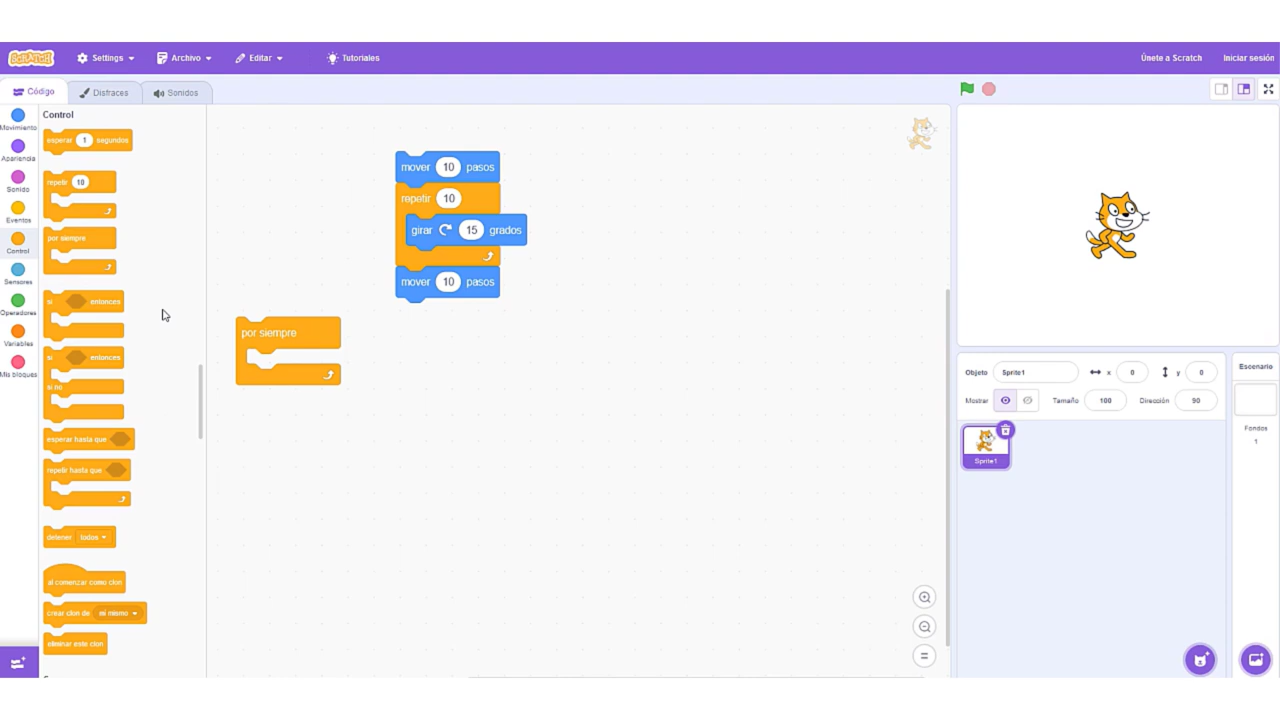 SCRATCH Settings Archivo Editar Tutoriales Únete a Scratch Iniciar sesión
Código Disfraces Sonidos
Movimiento
Apariencia
Sonido
Eventos
Control
Sensores
Operadores
Variables
Mis bloques
Control
esperar 1 segundos
repetir 10
por siempre
si entonces
si entonces
si no
esperar hasta que
repetir hasta que
detener todos
al comenzar como clon
crear clon de mí mismo
eliminar este clon
mover 10 pasos
repetir 10
girar 15 grados
mover 10 pasos
por siempre
Objeto Sprite1 x 0 y 0
Mostrar Tamaño 100 Dirección 90
Sprite1
Escenario
Fondos
1